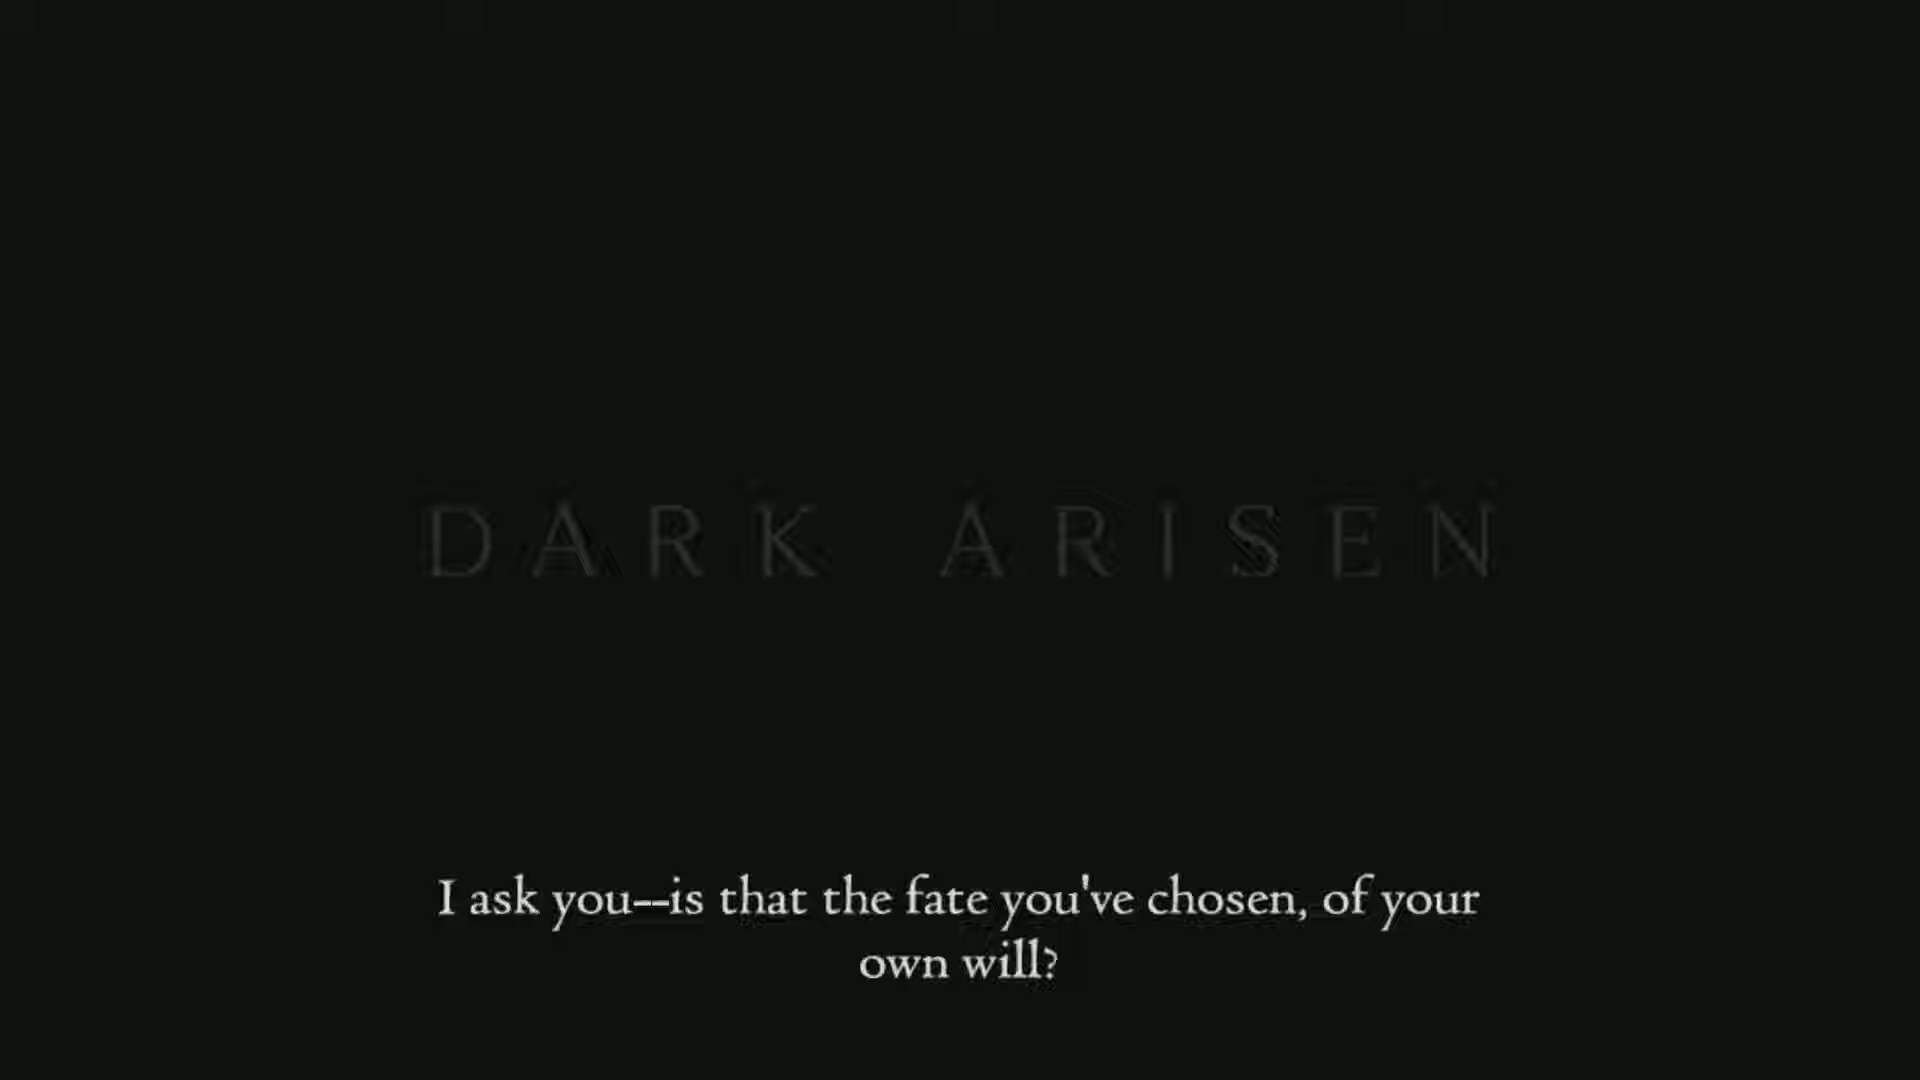 DARK ARISEN
I ask you--is that the fate you've chosen, of your
own will?